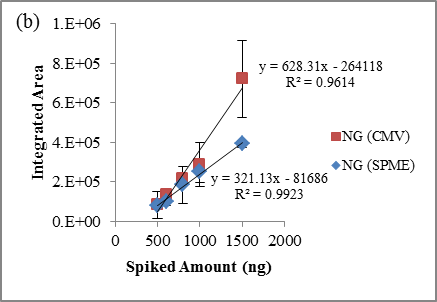 (b)
1.E+06
8.E+05
6.E+05
4.E+05
2.E+05
0.E+00
Integrated Area
y = 628.31x - 264118
R² = 0.9614
NG (CMV)
NG (SPME)
y = 321.13x - 81686
R² = 0.9923
0 500 1000 1500 2000
Spiked Amount (ng)